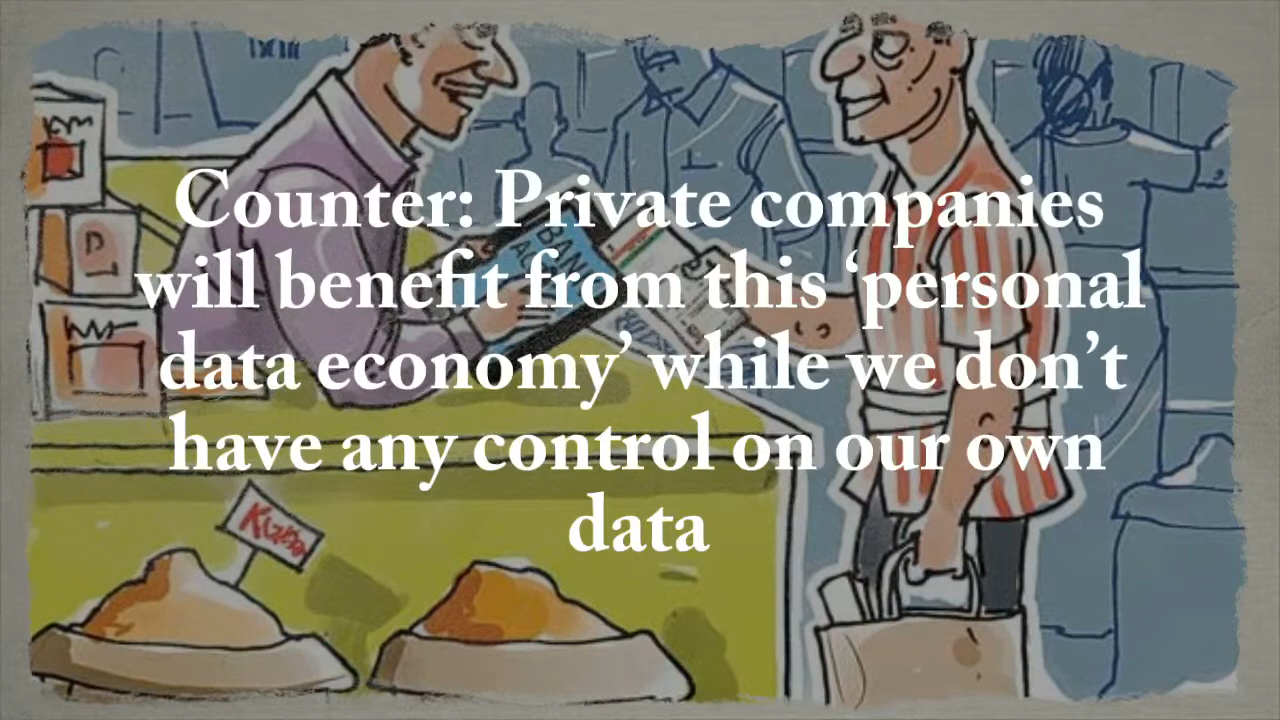 Counter: Private companies
will benefit from this ‘personal
data economy’ while we don’t
have any control on our own
data